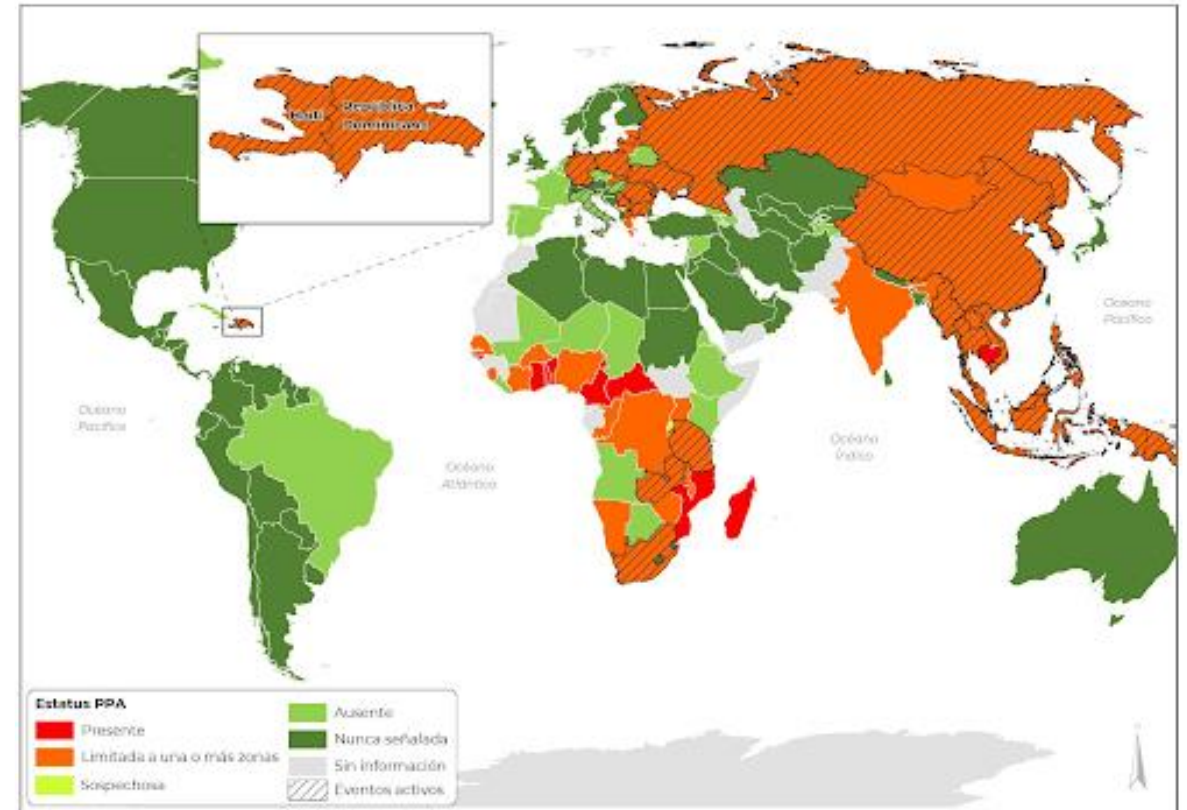 Haití
República
Dominicana
Océano
Pacífico
Océano
Pacífico
Océano
Atlántico
Océano
Índico
Estatus PPA
Presente
Limitada a una o más zonas
Sospechosa
Ausente
Nunca señalada
Sin información
Eventos activos